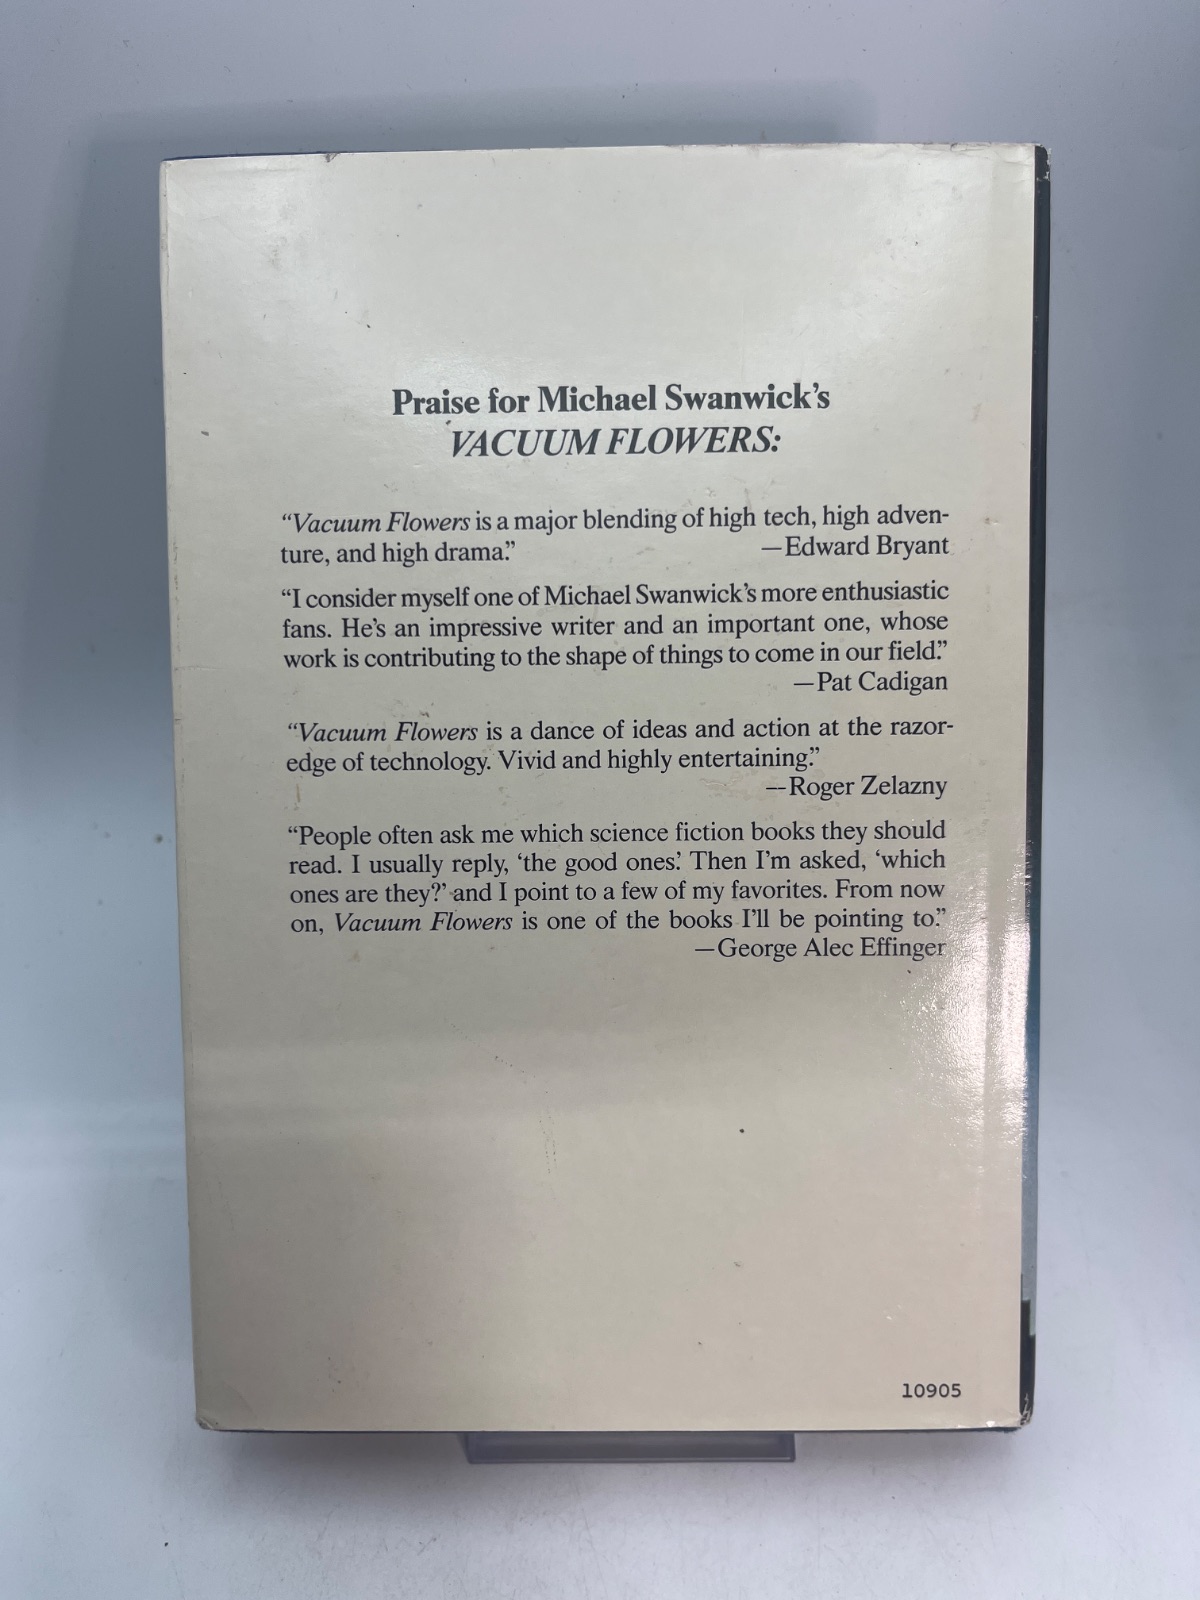 Praise for Michael Swanwick's
VACUUM FLOWERS:
“Vacuum Flowers is a major blending of high tech, high adven-
ture, and high drama.” —Edward Bryant
“I consider myself one of Michael Swanwick's more enthusiastic
fans. He's an impressive writer and an important one, whose
work is contributing to the shape of things to come in our field.”
—Pat Cadigan
“Vacuum Flowers is a dance of ideas and action at the razor-
edge of technology. Vivid and highly entertaining.”
—Roger Zelazny
“People often ask me which science fiction books they should
read. I usually reply, ‘the good ones.’ Then I'm asked, ‘which
ones are they?’ and I point to a few of my favorites. From now
on, Vacuum Flowers is one of the books I'll be pointing to.”
—George Alec Effinger
10905